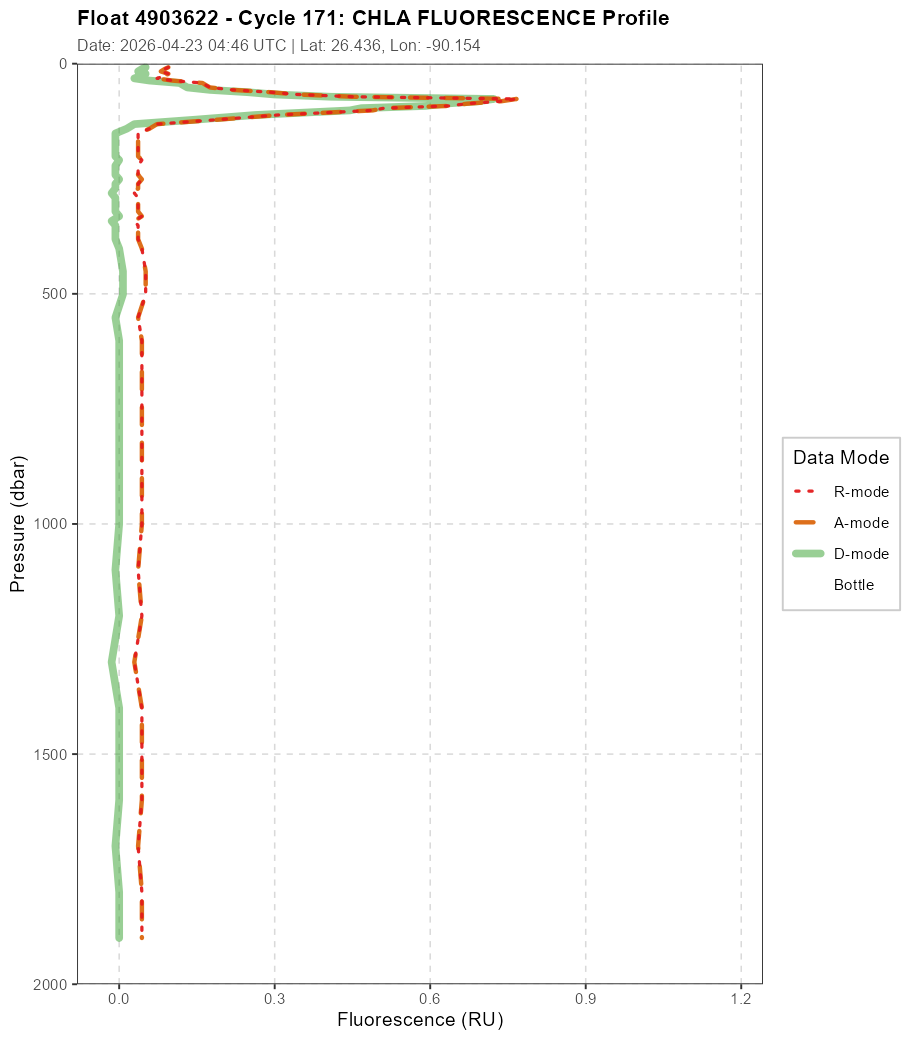 Float 4903622 - Cycle 171: CHLA FLUORESCENCE Profile
Date: 2026-04-23 04:46 UTC | Lat: 26.436, Lon: -90.154
0
500
1000
1500
2000
Pressure (dbar)
0.0 0.3 0.6 0.9 1.2
Fluorescence (RU)
Data Mode
R-mode
A-mode
D-mode
Bottle